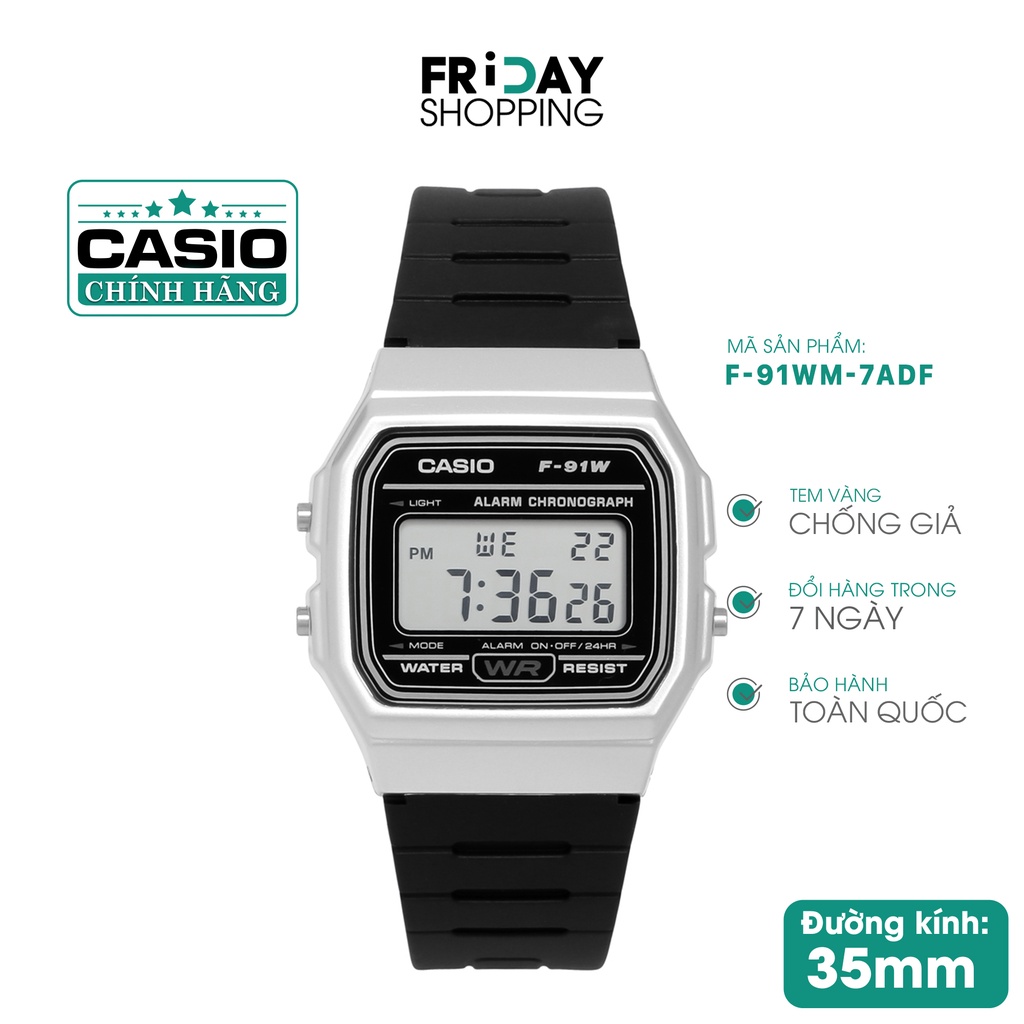 FRiDAY
SHOPPING
CASIO
CHÍNH HÃNG
MÃ SẢN PHẨM:
F-91WM-7ADF
CASIO F-91W
LIGHT ALARM CHRONOGRAPH
PM WE 22
7:36 26
MODE ALARM ON·OFF/24HR
WATER WR RESIST
TEM VÀNG
CHỐNG GIẢ
ĐỔI HÀNG TRONG
7 NGÀY
BẢO HÀNH
TOÀN QUỐC
Đường kính:
35mm